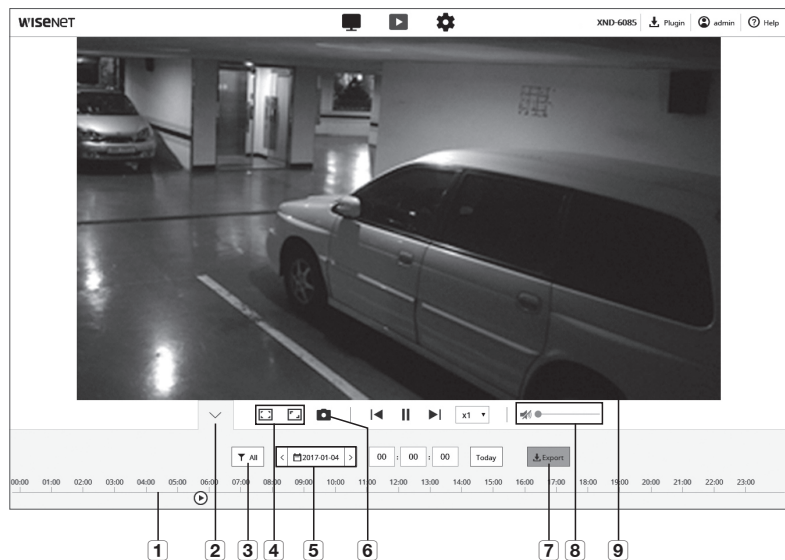 WISENET XND-6085 Plugin admin Help
x1
All 2017-01-04 00 : 00 : 00 Today Export
00:00 01:00 02:00 03:00 04:00 05:00 06:00 07:00 08:00 09:00 10:00 11:00 12:00 13:00 14:00 15:00 16:00 17:00 18:00 19:00 20:00 21:00 22:00 23:00
1 2 3 4 5 6 7 8 9